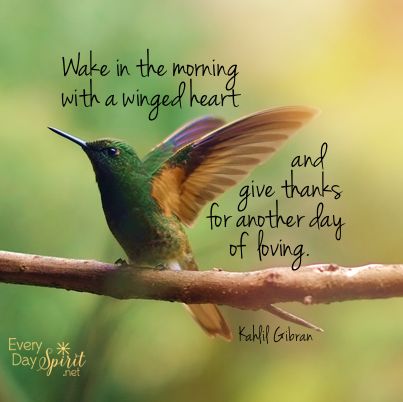 Wake in the morning
with a winged heart
and
give thanks
for another day
of loving.
Kahlil Gibran
EVERY
DAY Spirit
.net